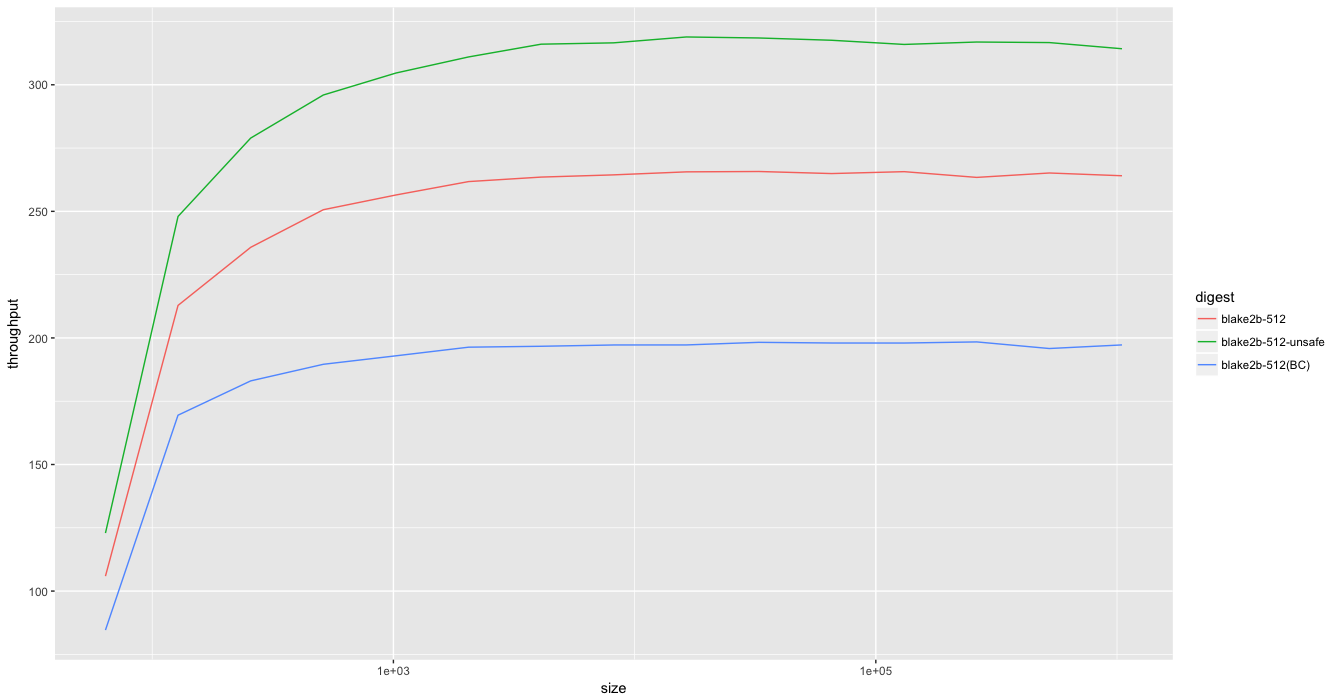 throughput
300
250
200
150
100
1e+03
1e+05
size
digest
blake2b-512
blake2b-512-unsafe
blake2b-512(BC)